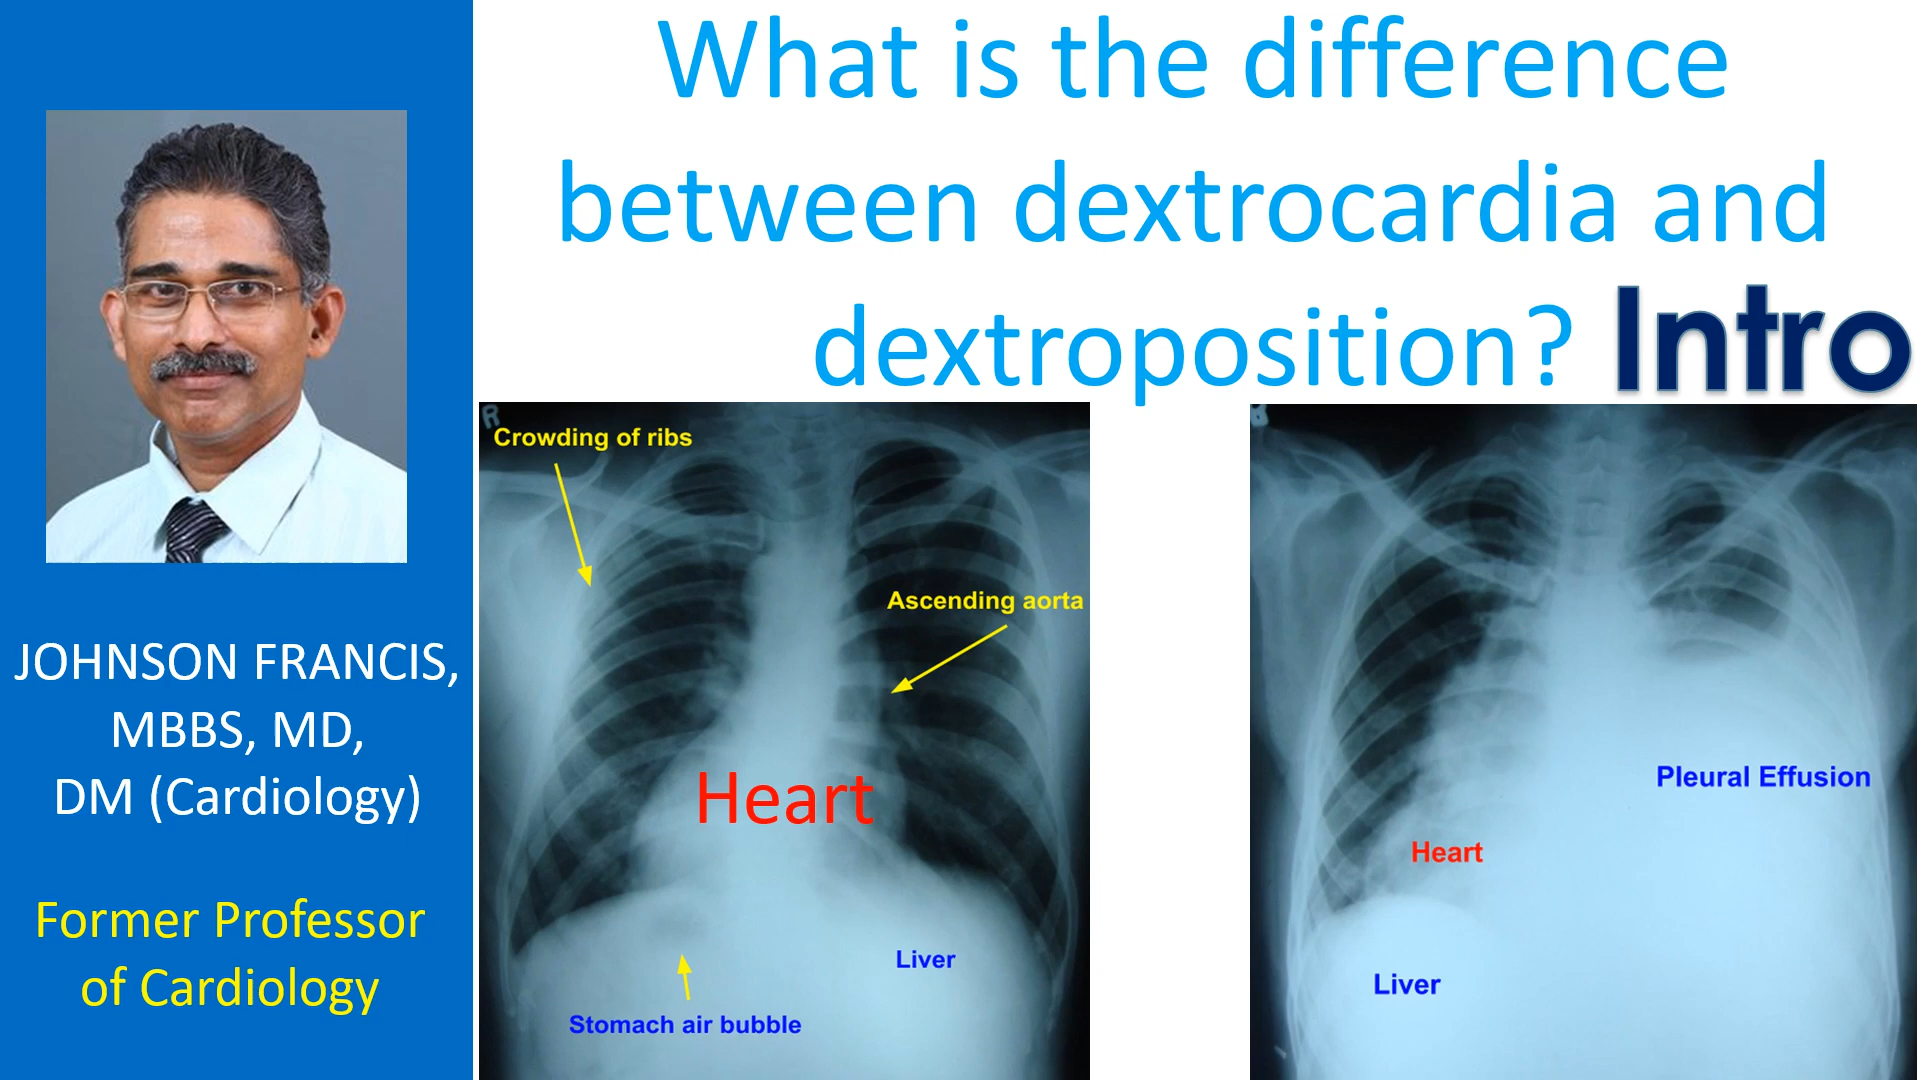 What is the difference
between dextrocardia and
dextroposition? Intro
JOHNSON FRANCIS,
MBBS, MD,
DM (Cardiology)
Former Professor
of Cardiology
R
Crowding of ribs
Ascending aorta
Heart
Liver
Stomach air bubble
Pleural Effusion
Heart
Liver